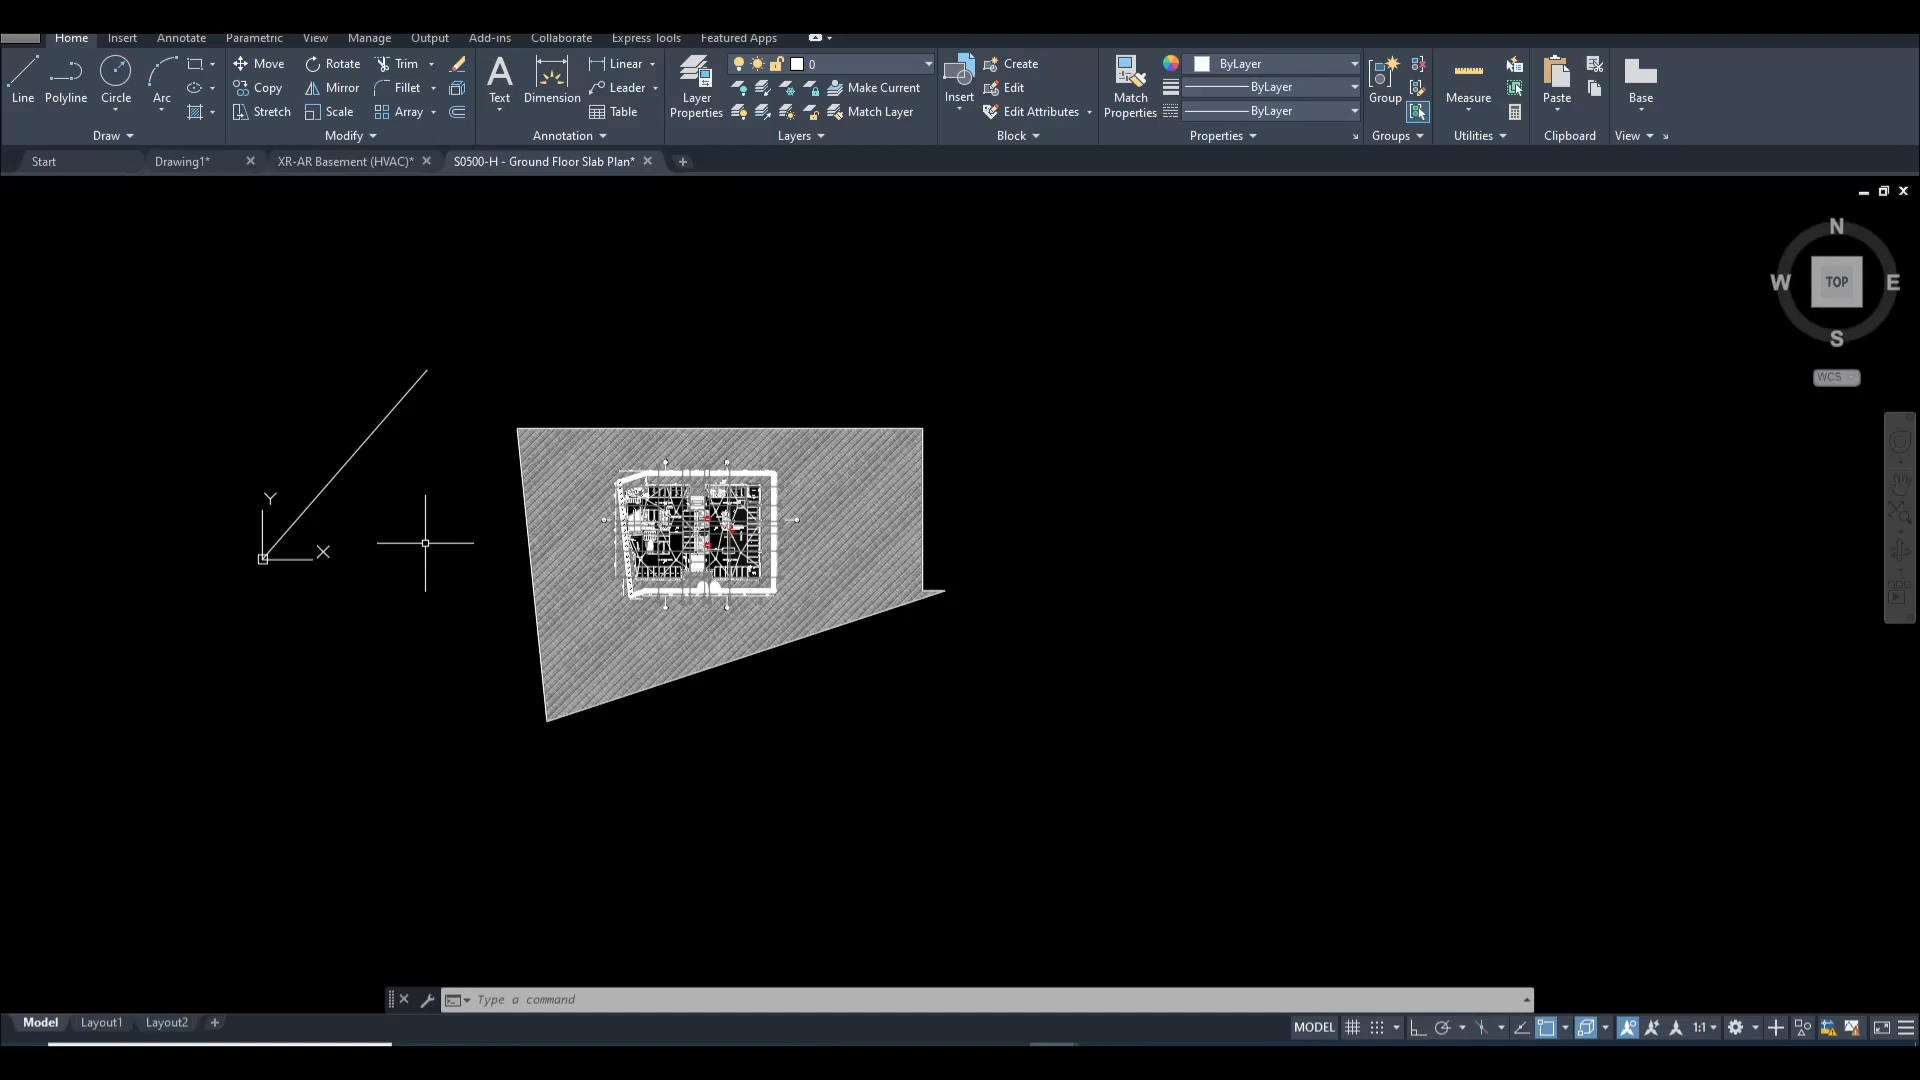 Home Insert Annotate Parametric View Manage Output Add-ins Collaborate Express Tools Featured Apps
Move Rotate Trim Linear 0 Create ByLayer
Line Polyline Circle Arc Copy Mirror Fillet Text Dimension Leader Layer Properties Make Current Insert Edit Match Properties ByLayer Group Measure Paste Base
Stretch Scale Array Table Match Layer Edit Attributes ByLayer
Draw Modify Annotation Layers Block Properties Groups Utilities Clipboard View
Start Drawing1* XR-AR Basement (HVAC)* S0500-H - Ground Floor Slab Plan*
N
W TOP E
S
WCS
Y
X
Type a command
Model Layout1 Layout2 MODEL 1:1